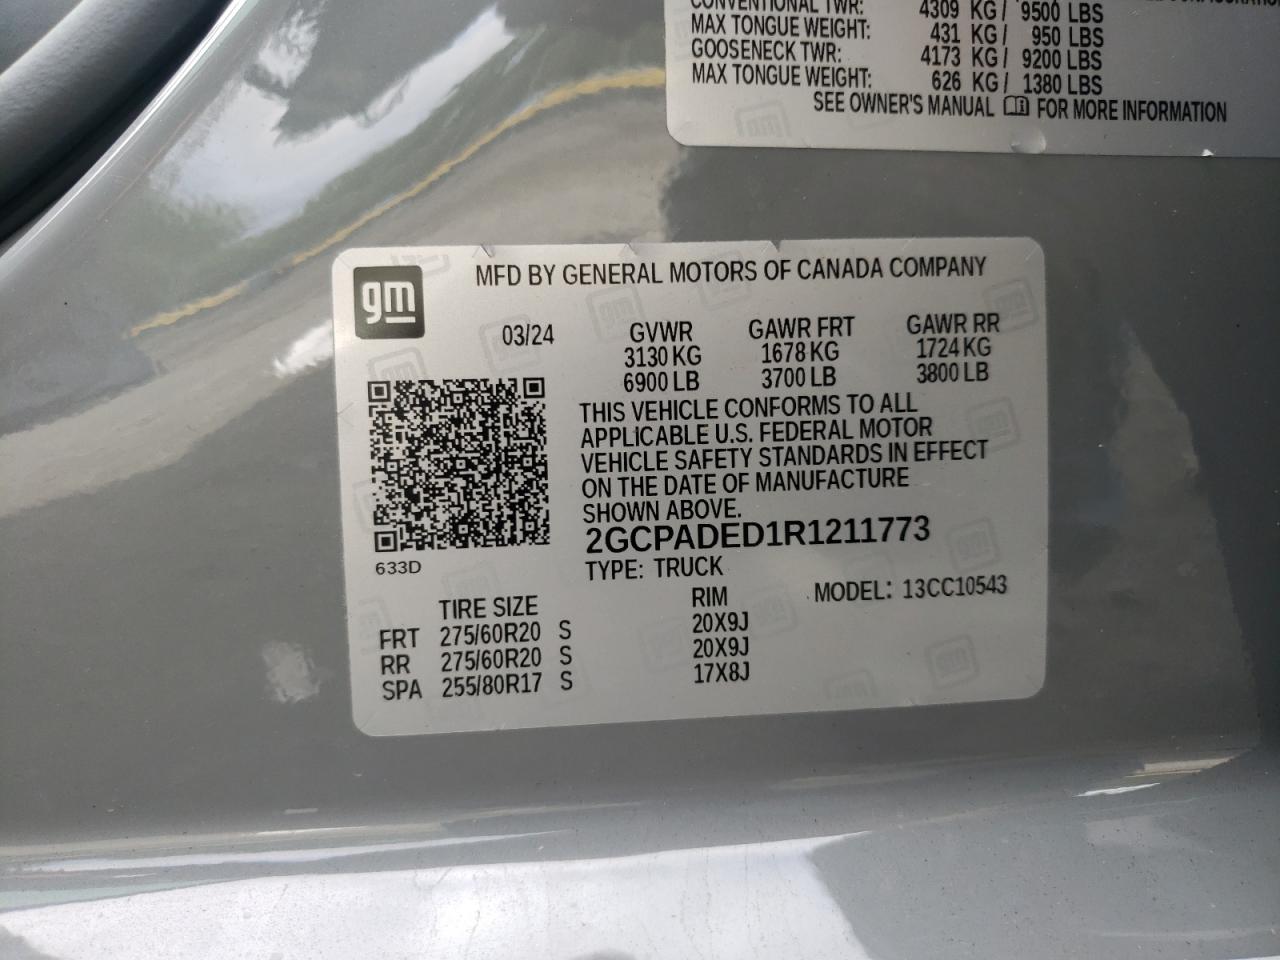 CONVENTIONAL TWR: 4309 KG/ 9500 LBS
MAX TONGUE WEIGHT: 431 KG/ 950 LBS
GOOSENECK TWR: 4173 KG/ 9200 LBS
MAX TONGUE WEIGHT: 626 KG/ 1380 LBS
SEE OWNER'S MANUAL FOR MORE INFORMATION
gm
MFD BY GENERAL MOTORS OF CANADA COMPANY
03/24 GVWR GAWR FRT GAWR RR
3130 KG 1678 KG 1724 KG
6900 LB 3700 LB 3800 LB
THIS VEHICLE CONFORMS TO ALL
APPLICABLE U.S. FEDERAL MOTOR
VEHICLE SAFETY STANDARDS IN EFFECT
ON THE DATE OF MANUFACTURE
SHOWN ABOVE.
2GCPADED1R1211773
633D
TYPE: TRUCK
MODEL: 13CC10543
TIRE SIZE RIM
FRT 275/60R20 S 20X9J
RR 275/60R20 S 20X9J
SPA 255/80R17 S 17X8J